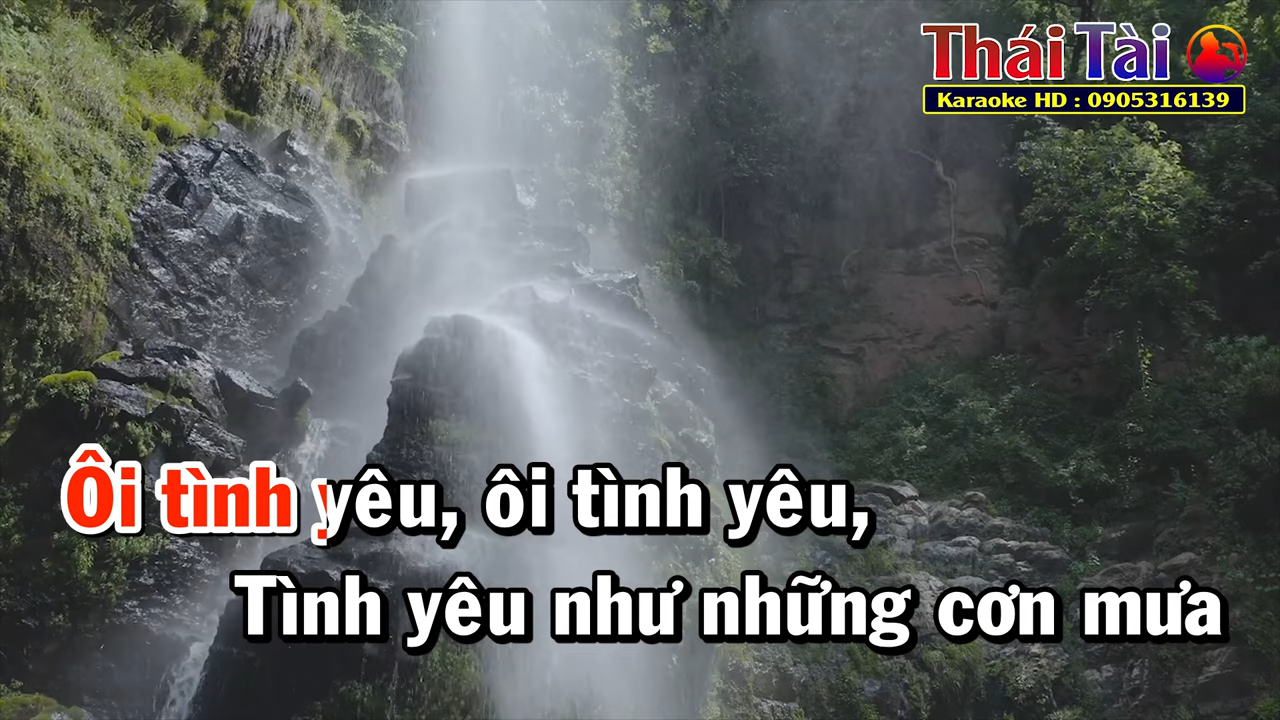 Thái Tài
Karaoke HD : 0905316139
Ôi tình yêu, ôi tình yêu,
Tình yêu như những cơn mưa